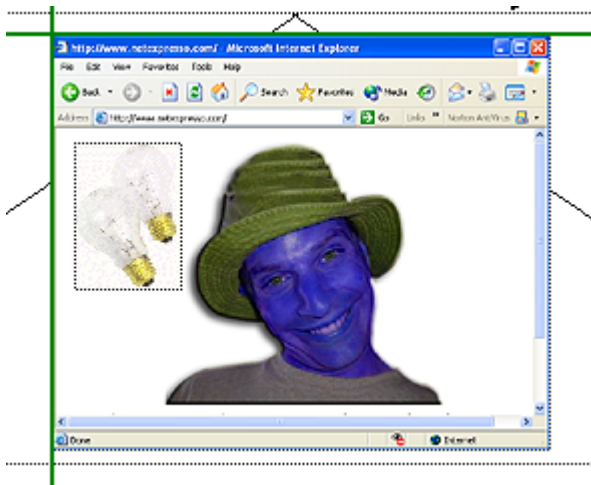 http://www.netexpresso.com/ - Microsoft Internet Explorer
File Edit View Favorites Tools Help
Back Search Favorites Media
Address http://www.netexpresso.com/ Go Links » Norton AntiVirus
Done Internet